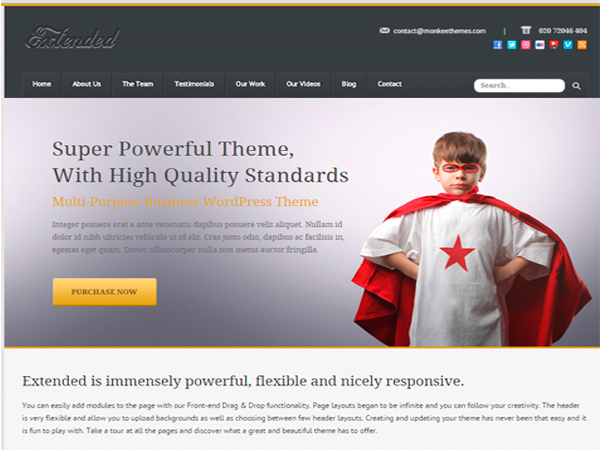 Extended
contact@monkeethemes.com | 020 72046 404
Home About Us The Team Testimonials Our Work Our Videos Blog Contact
Search..
Super Powerful Theme,
With High Quality Standards
Multi-Purpose Business WordPress Theme
Integer posuere erat a ante venenatis dapibus posuere velit aliquet. Nullam id
dolor id nibh ultricies vehicula ut id elit. Cras justo odio, dapibus ac facilisis in,
egestas eget quam. Donec ullamcorper nulla non metus auctor fringilla.
PURCHASE NOW
Extended is immensely powerful, flexible and nicely responsive.
You can easily add modules to the page with our Front-end Drag & Drop functionality. Page layouts began to be infinite and you can follow your creativity. The header
is very flexible and allow you to upload backgrounds as well as choosing between few header layouts. Creating and updating your theme has never been that easy and it
is fun to play with. Take a tour at all the pages and discover what a great and beautiful theme has to offer.